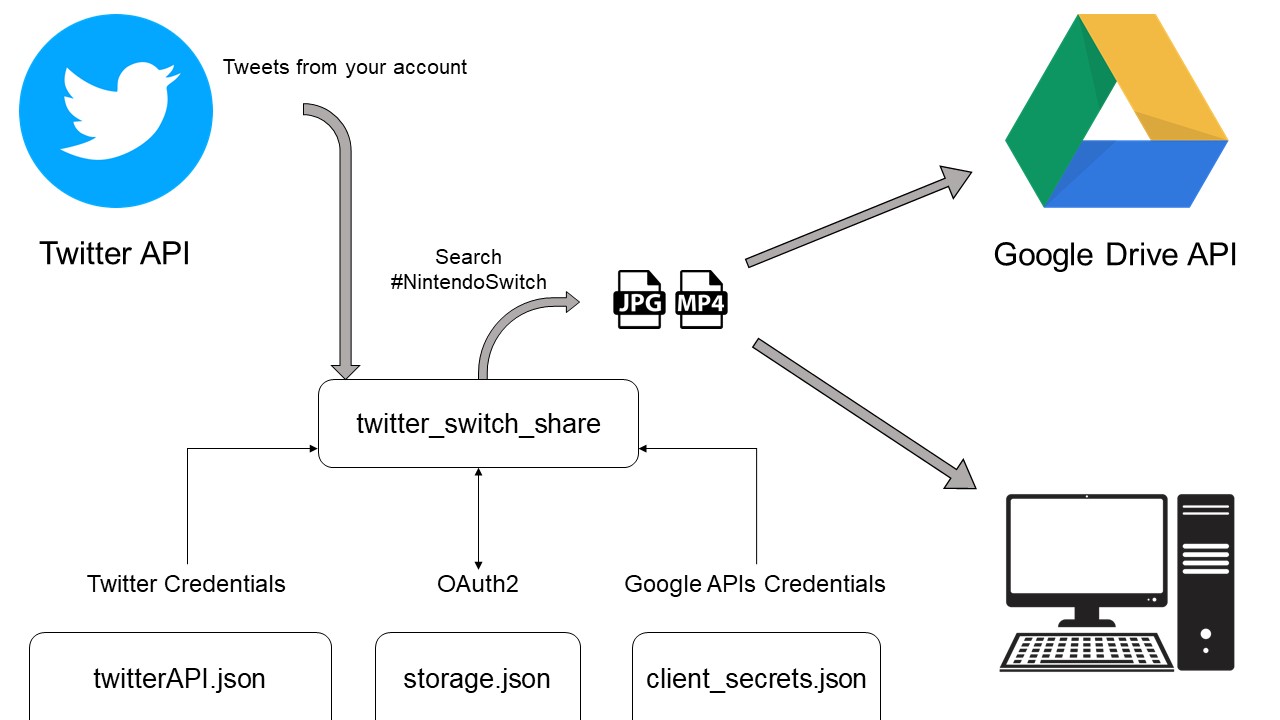 Tweets from your account
Twitter API
Google Drive API
Search
#NintendoSwitch
JPG
MP4
twitter_switch_share
Twitter Credentials
OAuth2
Google APIs Credentials
twitterAPI.json
storage.json
client_secrets.json